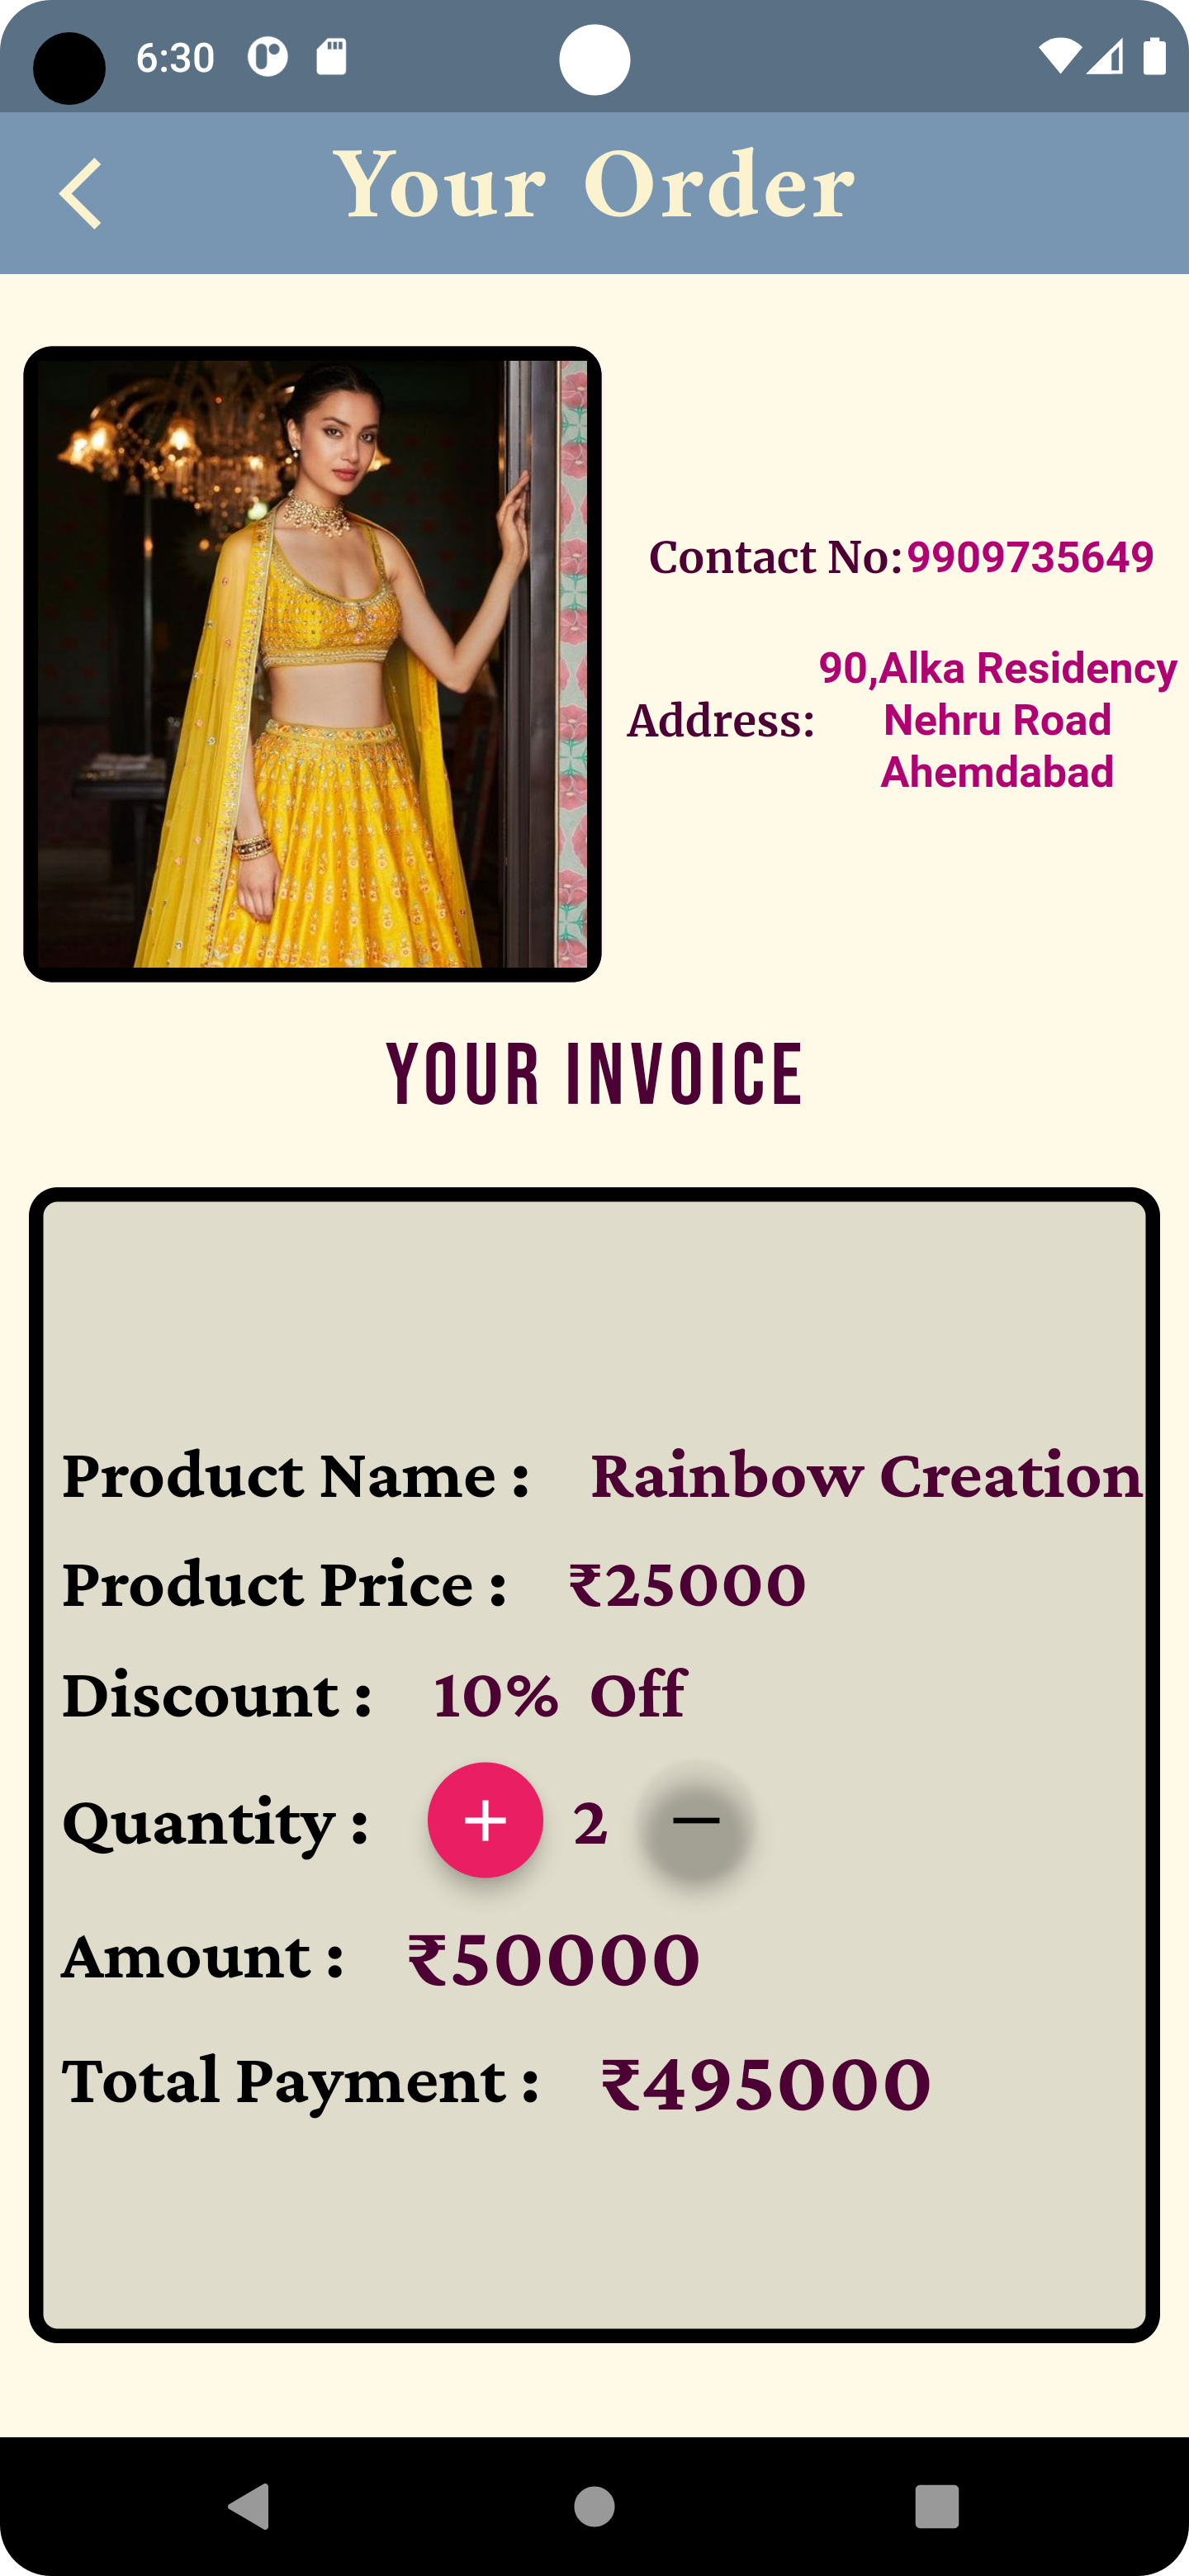 6:30
Your Order
Contact No:9909735649
90,Alka Residency
Address: Nehru Road
Ahemdabad
YOUR INVOICE
Product Name : Rainbow Creation
Product Price : ₹25000
Discount : 10% Off
Quantity : + 2 −
Amount : ₹50000
Total Payment : ₹495000